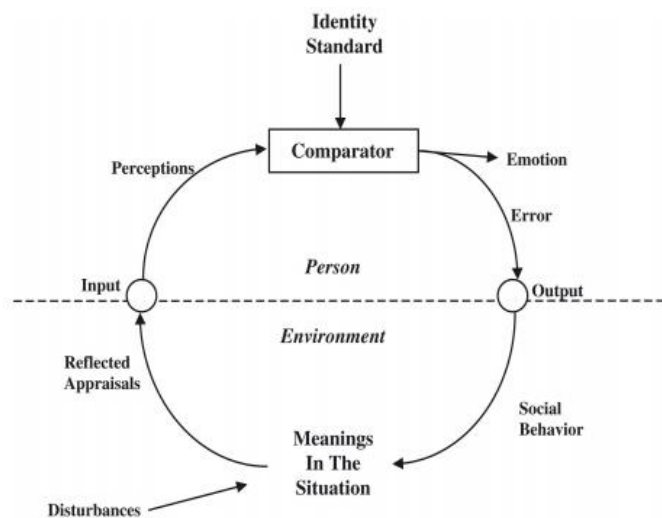 Identity
Standard
Comparator
Emotion
Perceptions
Error
Person
Input
Output
Environment
Reflected
Appraisals
Social
Behavior
Meanings
In The
Situation
Disturbances